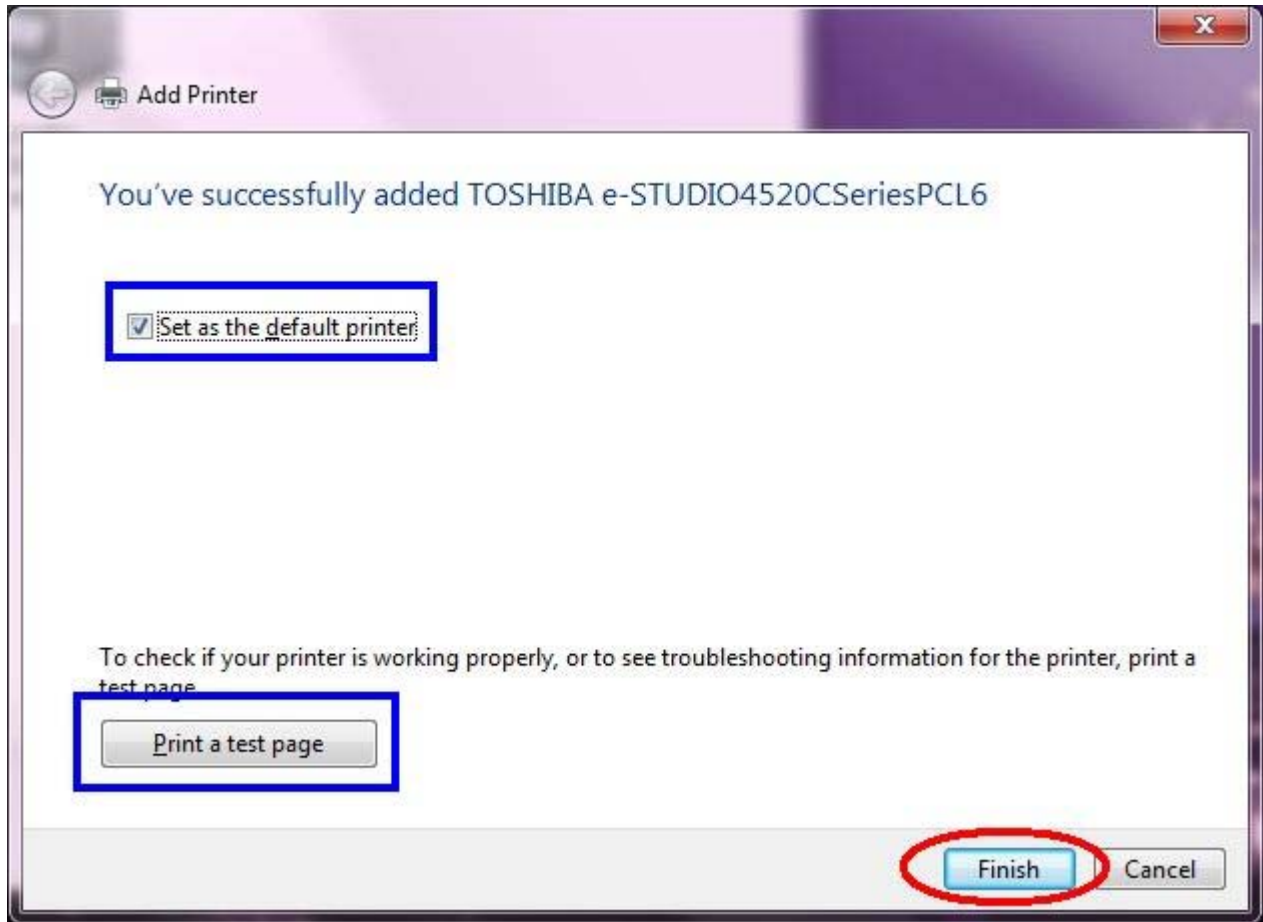 Add Printer
You've successfully added TOSHIBA e-STUDIO4520CSeriesPCL6
Set as the default printer
To check if your printer is working properly, or to see troubleshooting information for the printer, print a
test page
Print a test page
Finish
Cancel